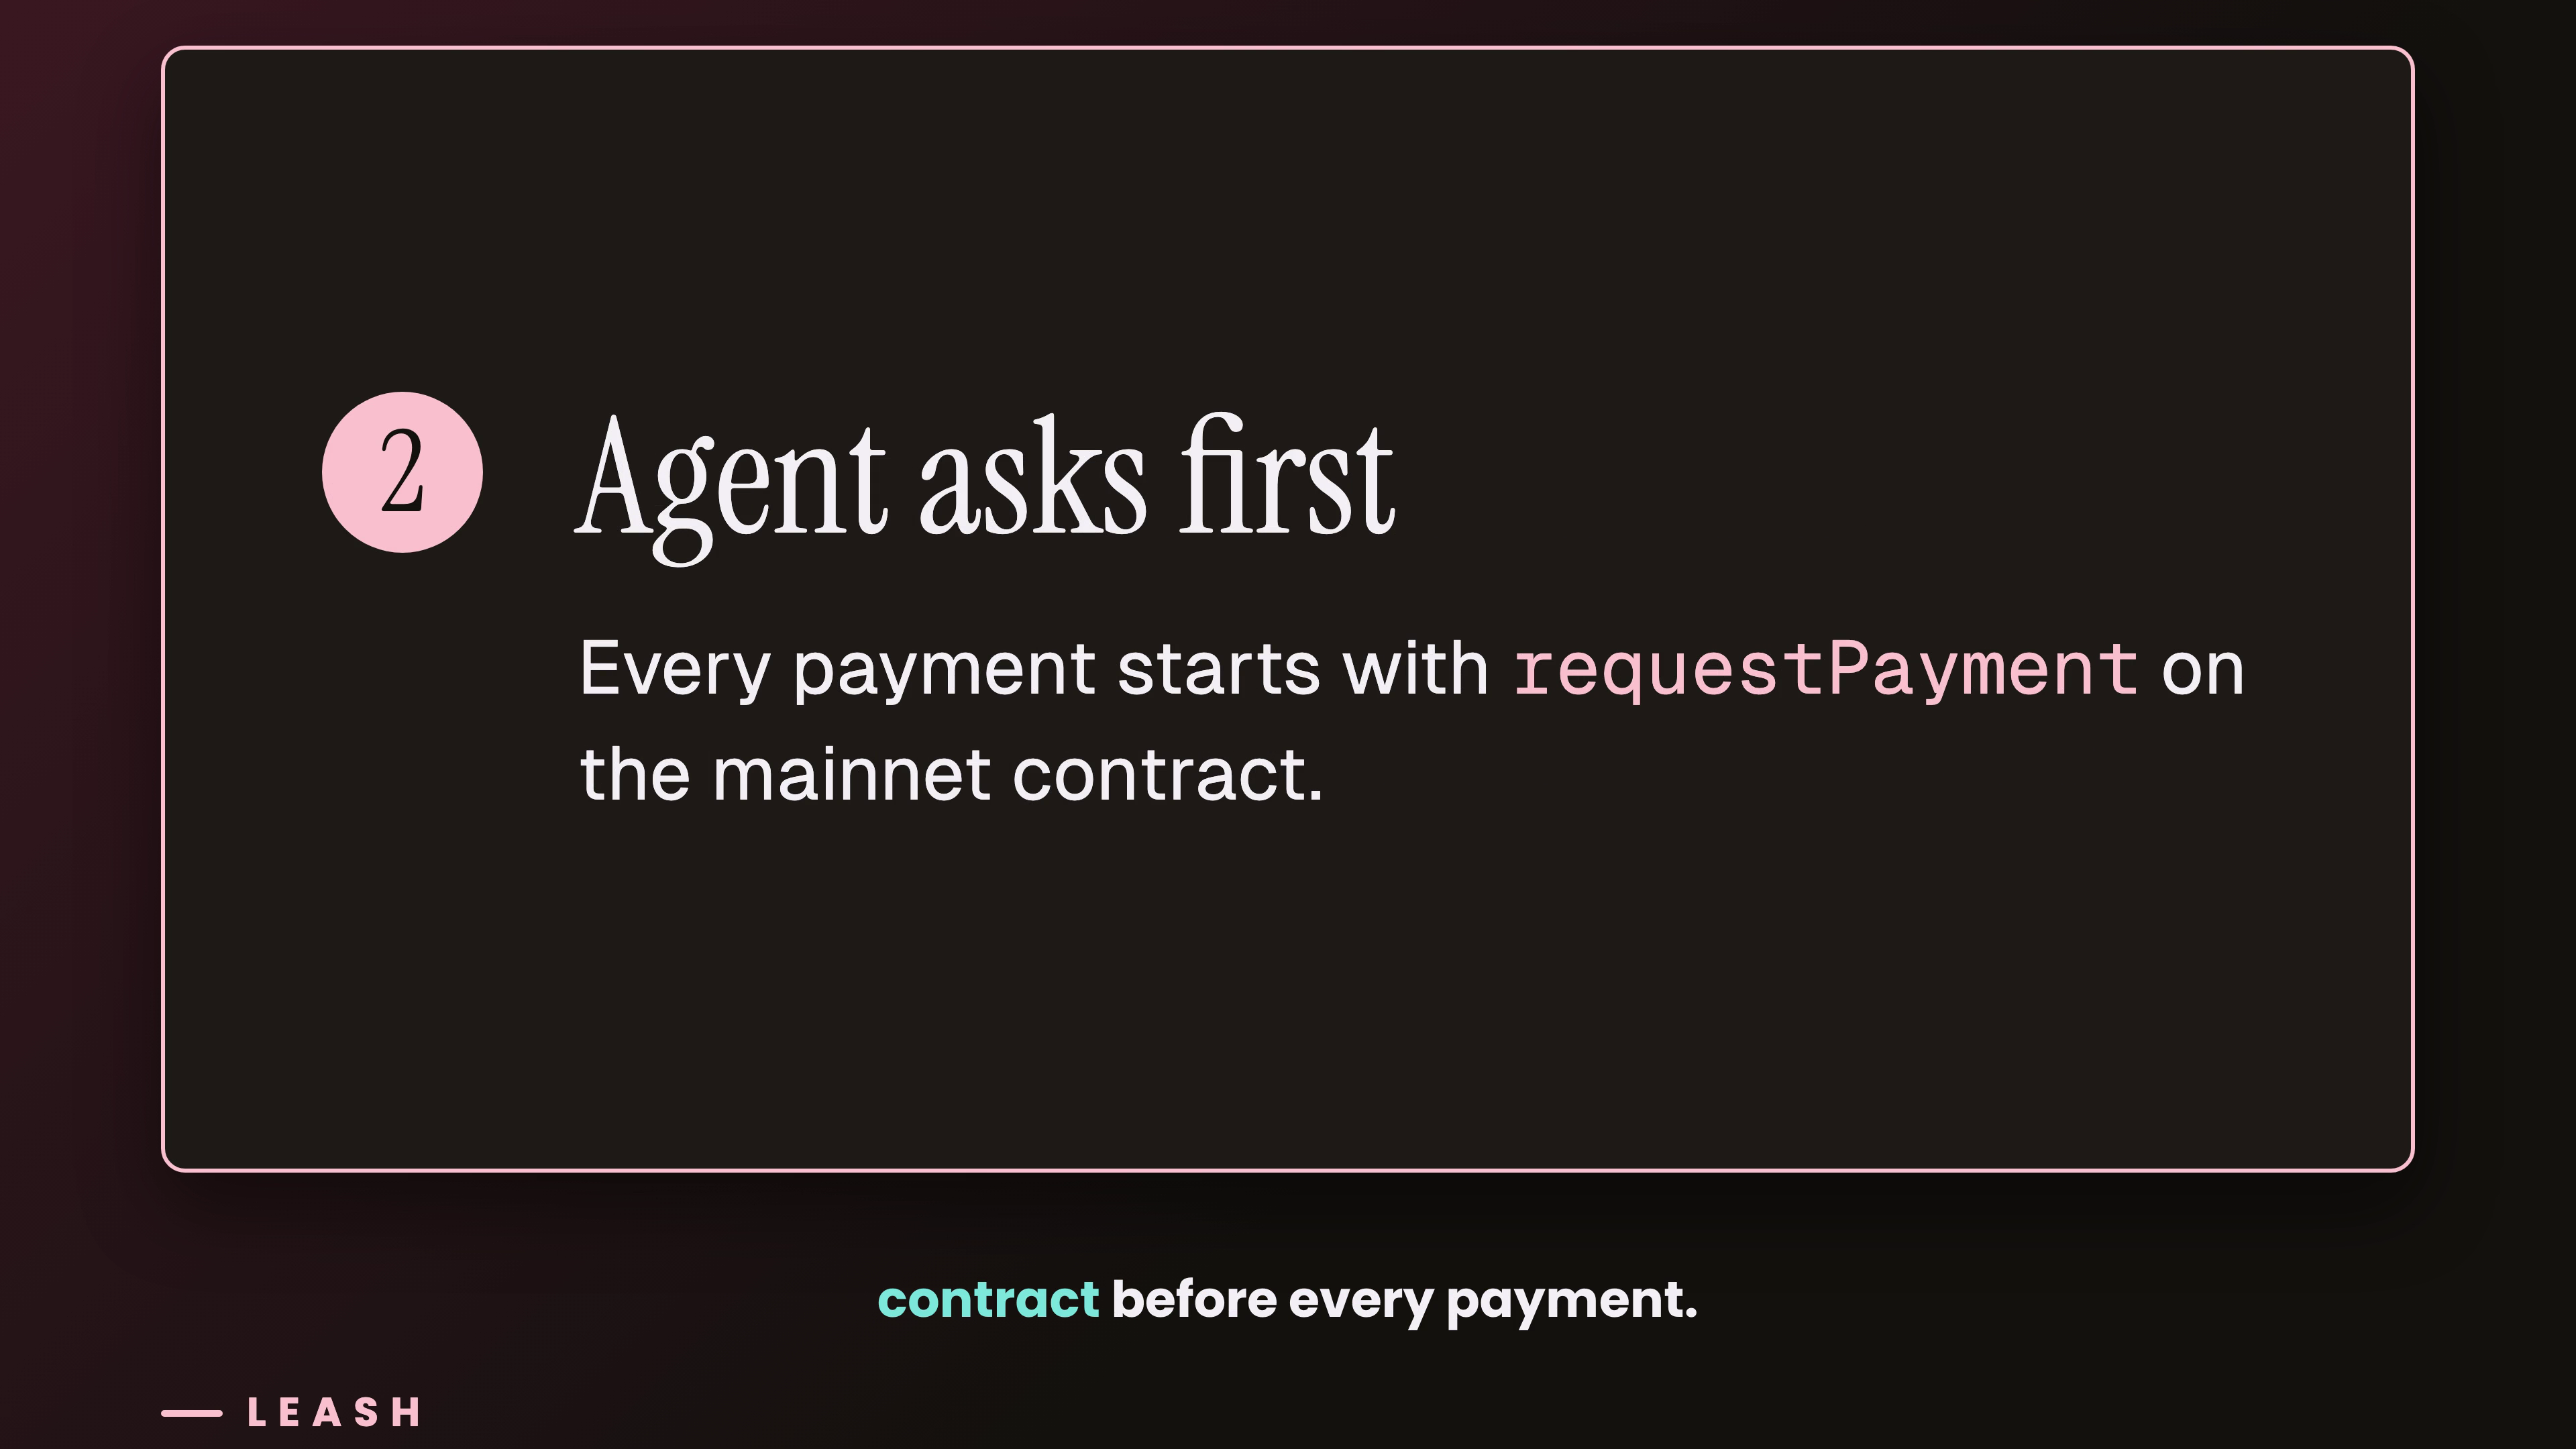 2
Agent asks first
Every payment starts with requestPayment on
the mainnet contract.
contract before every payment.
LEASH